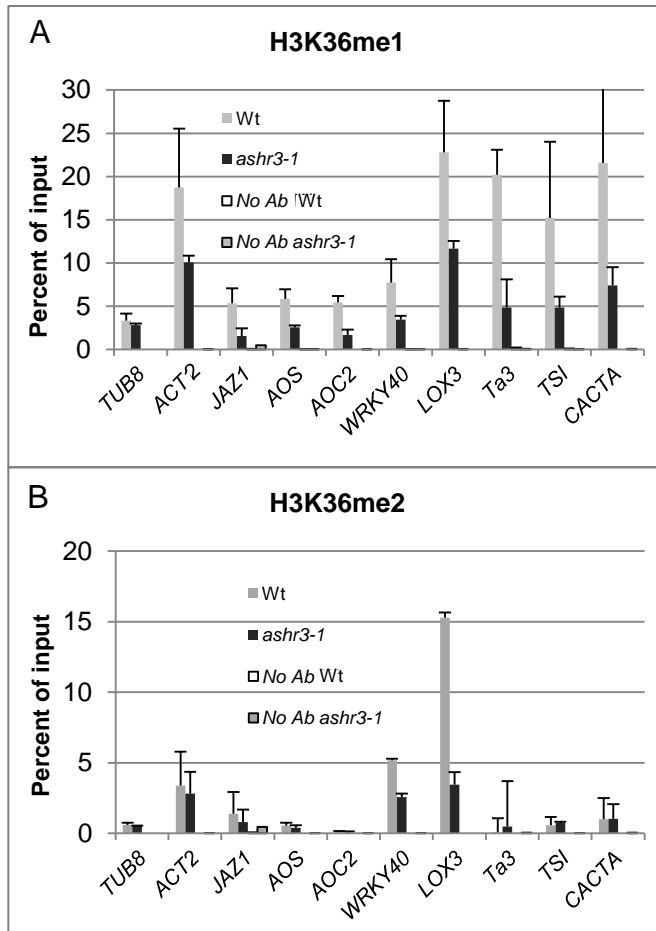 A
H3K36me1
Percent of input
30
25
20
15
10
5
0
Wt
ashr3-1
No Ab Wt
No Ab ashr3-1
TUB8
ACT2
JAZ1
AOS
AOC2
WRKY40
LOX3
Ta3
TSI
CACTA
B
H3K36me2
Percent of input
20
15
10
5
0
Wt
ashr3-1
No Ab Wt
No Ab ashr3-1
TUB8
ACT2
JAZ1
AOS
AOC2
WRKY40
LOX3
Ta3
TSI
CACTA